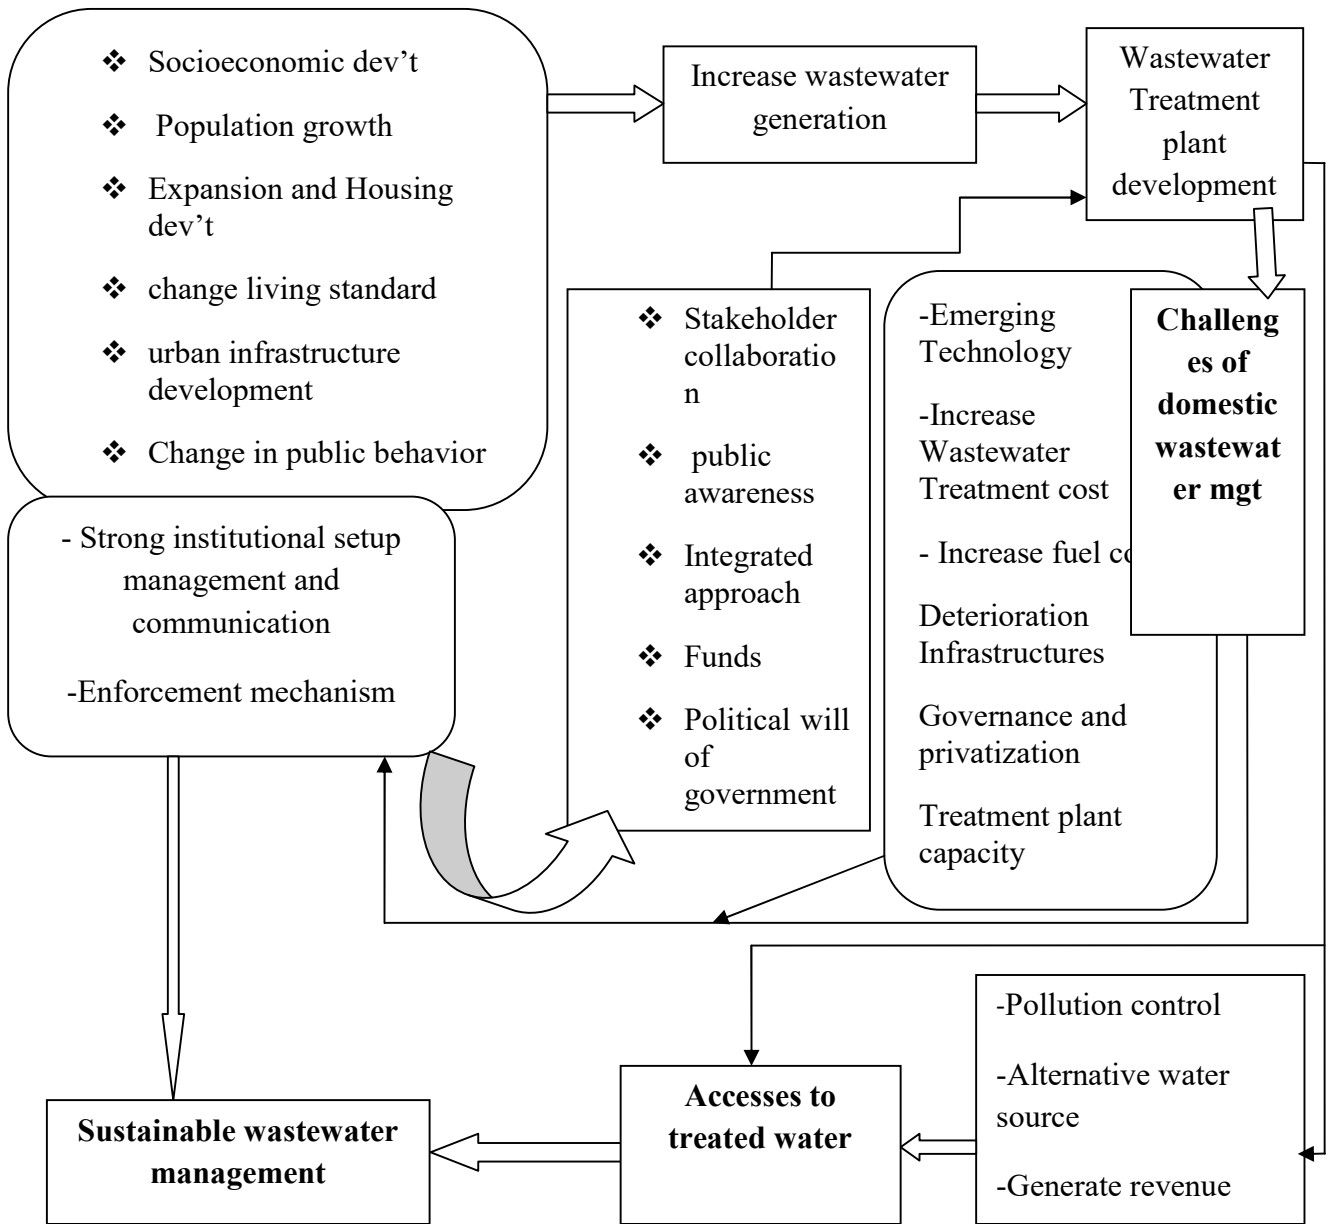 ❖ Socioeconomic dev’t
❖ Population growth
❖ Expansion and Housing
dev’t
❖ change living standard
❖ urban infrastructure
development
❖ Change in public behavior
Increase wastewater
generation
Wastewater
Treatment
plant
development
- Strong institutional setup
management and
communication
-Enforcement mechanism
❖ Stakeholder
collaboratio
n
❖ public
awareness
❖ Integrated
approach
❖ Funds
❖ Political will
of
government
-Emerging
Technology
-Increase
Wastewater
Treatment cost
- Increase fuel
Deterioration
Infrastructures
Governance and
privatization
Treatment plant
capacity
Challeng
es of
domestic
wastewat
er mgt
-Pollution control
-Alternative water
source
-Generate revenue
Accesses to
treated water
Sustainable wastewater
management